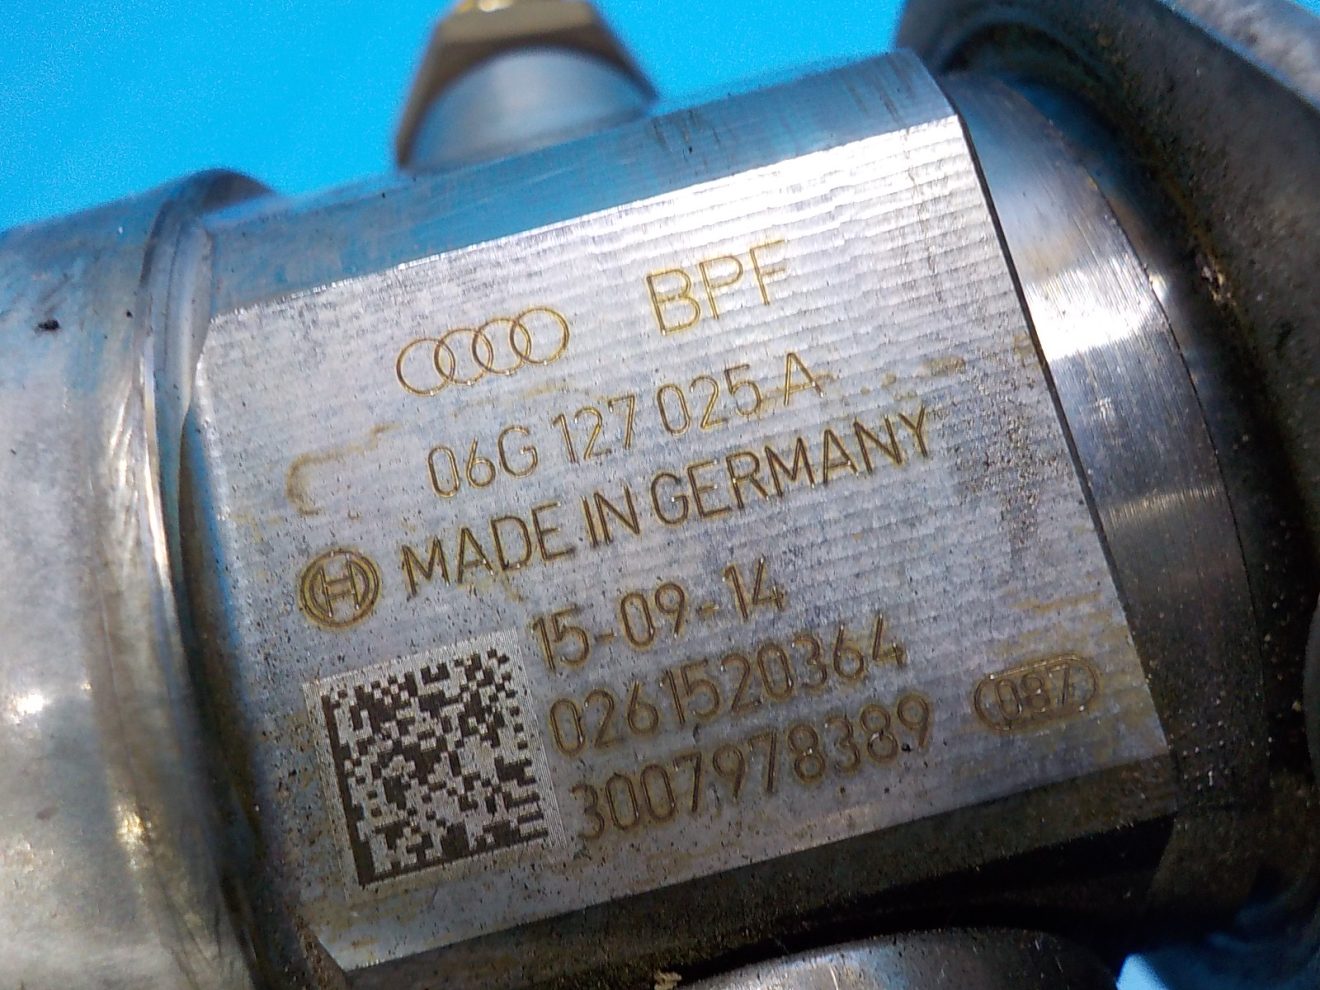 BPF
06G 127 025 A
MADE IN GERMANY
15-09-14
0261520364
3007978389
087